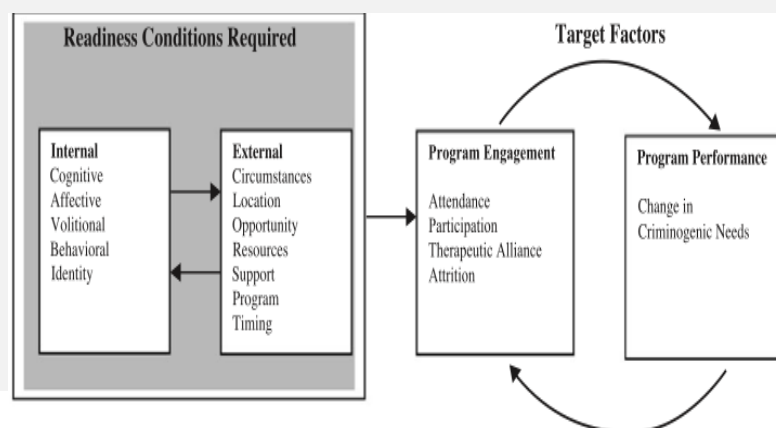 Readiness Conditions Required
Internal
Cognitive
Affective
Volitional
Behavioral
Identity
External
Circumstances
Location
Opportunity
Resources
Support
Program
Timing
Target Factors
Program Engagement
Attendance
Participation
Therapeutic Alliance
Attrition
Program Performance
Change in
Criminogenic Needs